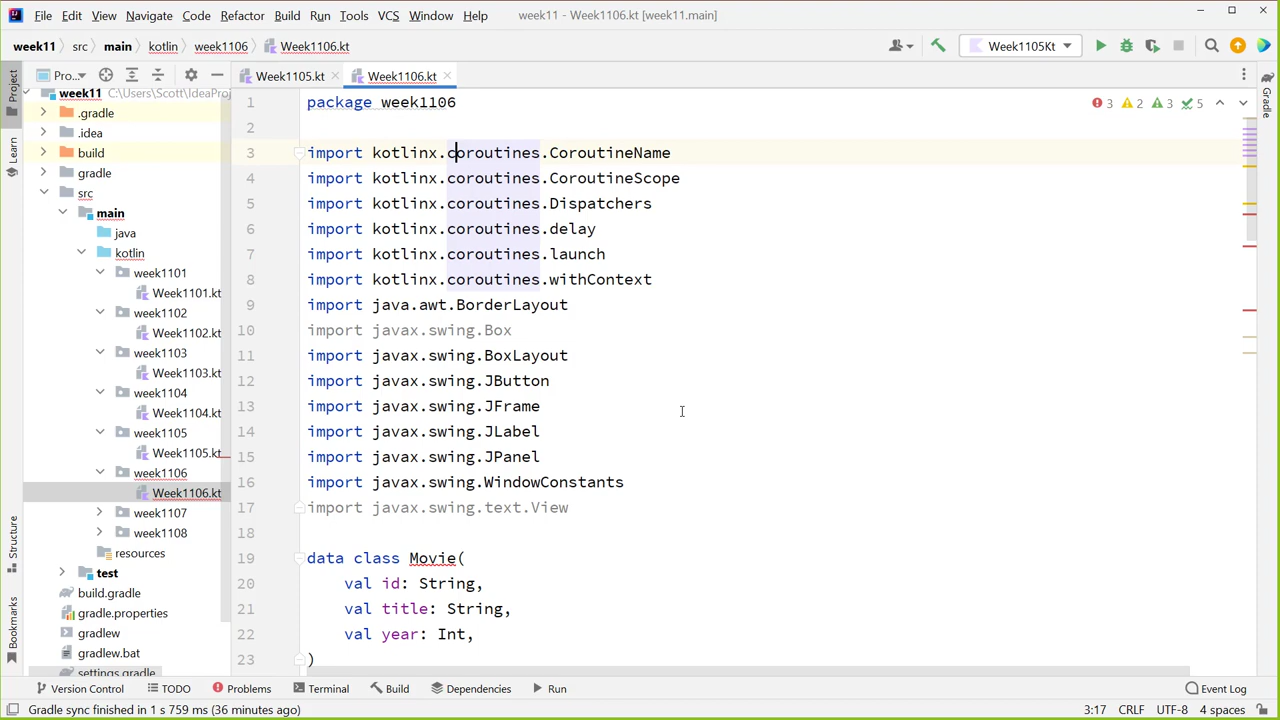 File Edit View Navigate Code Refactor Build Run Tools VCS Window Help week11 - Week1106.kt [week11.main]
week11 src main kotlin week1106 Week1106.kt Week1105Kt
Pro... Week1105.kt Week1106.kt
Project
Learn
Structure
Bookmarks
Gradle
week11 C:\Users\Scott\IdeaProj
.gradle
.idea
build
gradle
src
main
java
kotlin
week1101
Week1101.kt
week1102
Week1102.kt
week1103
Week1103.kt
week1104
Week1104.kt
week1105
Week1105.kt
week1106
Week1106.kt
week1107
week1108
resources
test
build.gradle
gradle.properties
gradlew
gradlew.bat
settings.gradle
3 2 3 5
1 package week1106
2
3 import kotlinx.coroutines.CoroutineName
4 import kotlinx.coroutines.CoroutineScope
5 import kotlinx.coroutines.Dispatchers
6 import kotlinx.coroutines.delay
7 import kotlinx.coroutines.launch
8 import kotlinx.coroutines.withContext
9 import java.awt.BorderLayout
10 import javax.swing.Box
11 import javax.swing.BoxLayout
12 import javax.swing.JButton
13 import javax.swing.JFrame
14 import javax.swing.JLabel
15 import javax.swing.JPanel
16 import javax.swing.WindowConstants
17 import javax.swing.text.View
18
19 data class Movie(
20 val id: String,
21 val title: String,
22 val year: Int,
23 )
Version Control TODO Problems Terminal Build Dependencies Run Event Log
Gradle sync finished in 1 s 759 ms (36 minutes ago) 3:17 CRLF UTF-8 4 spaces